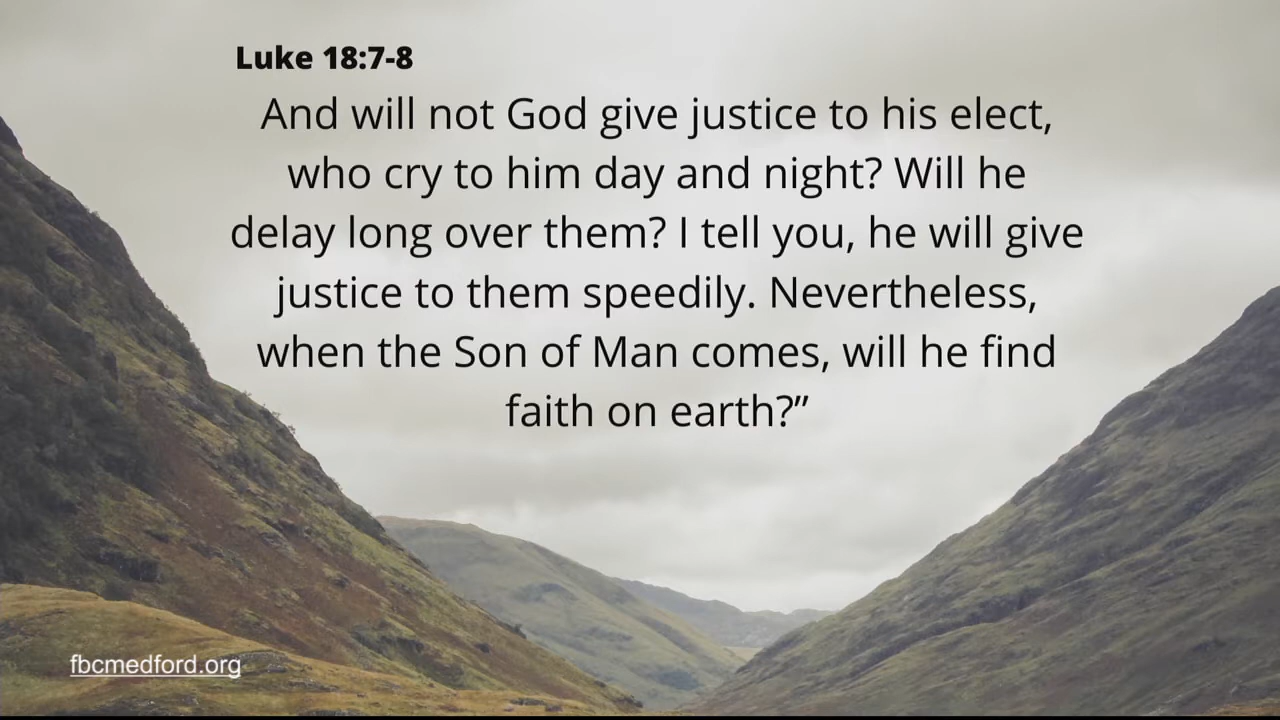 Luke 18:7-8
And will not God give justice to his elect,
who cry to him day and night? Will he
delay long over them? I tell you, he will give
justice to them speedily. Nevertheless,
when the Son of Man comes, will he find
faith on earth?”
fbcmedford.org